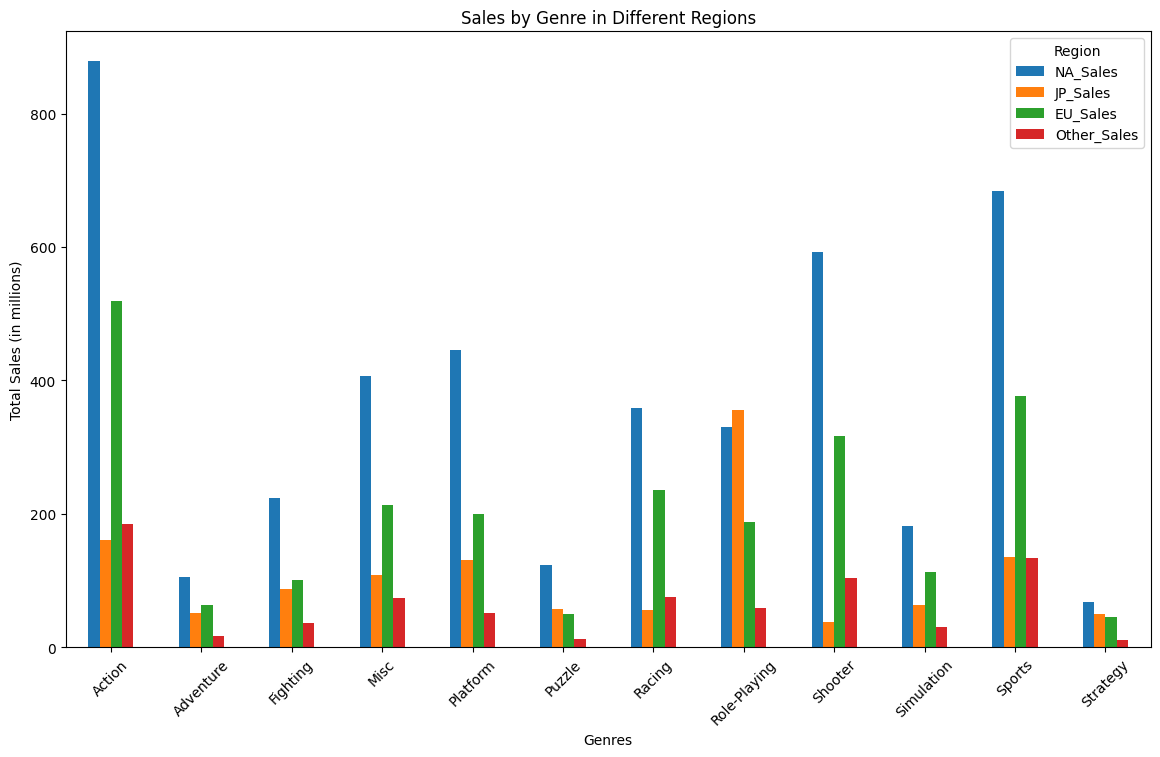 Sales by Genre in Different Regions
Region
NA_Sales
JP_Sales
EU_Sales
Other_Sales
Total Sales (in millions)
800
600
400
200
0
Action
Adventure
Fighting
Misc
Platform
Puzzle
Racing
Role-Playing
Shooter
Simulation
Sports
Strategy
Genres